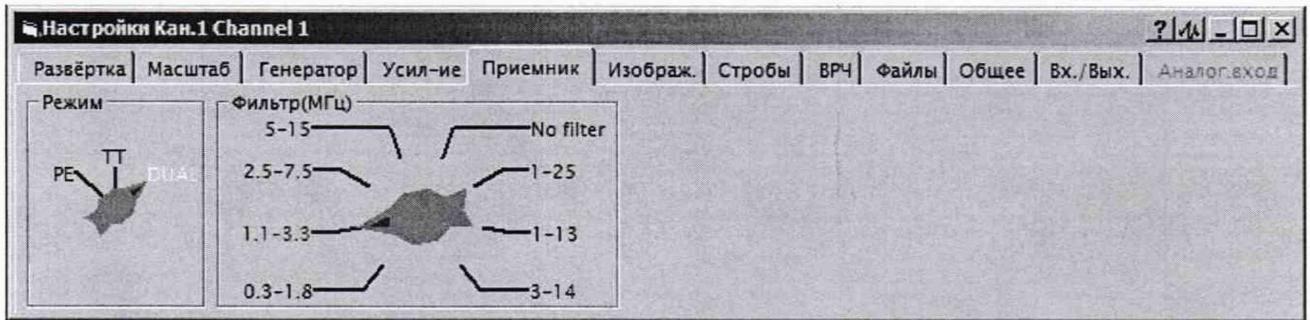 Настройки Кан.1 Channel 1
Развёртка Масштаб Генератор Усил-ие Приемник Изображ. Стробы ВРЧ Файлы Общее Вх./Вых. Аналог.вход
Режим
PE TT DUAL
Фильтр(МГц)
5-15 No filter
2.5-7.5 1-25
1.1-3.3 1-13
0.3-1.8 3-14